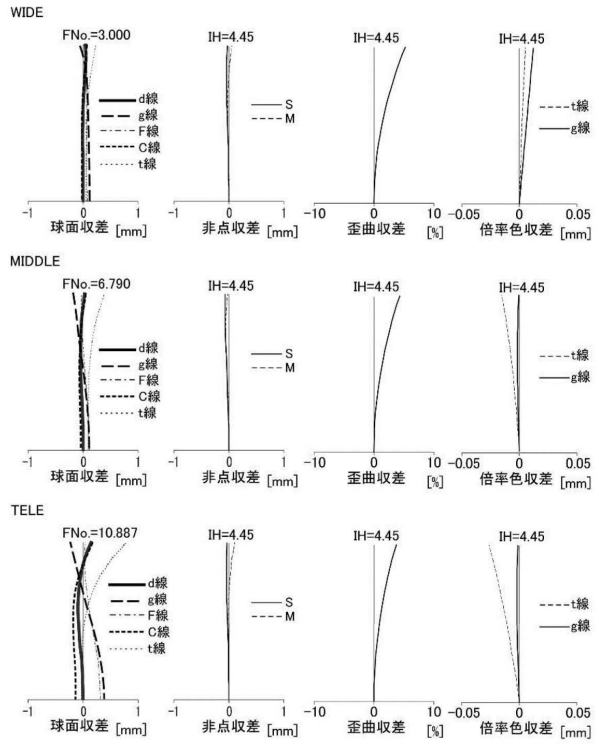 WIDE
FNo.=3.000 IH=4.45 IH=4.45 IH=4.45
d線
g線
F線
C線
t線
S
M
t線
g線
-1 0 1 -1 0 1 -10 0 10 -0.05 0 0.05
球面収差 [mm] 非点収差 [mm] 歪曲収差 [%] 倍率色収差 [mm]
MIDDLE
FNo.=6.790 IH=4.45 IH=4.45 IH=4.45
d線
g線
F線
C線
t線
S
M
t線
g線
-1 0 1 -1 0 1 -10 0 10 -0.05 0 0.05
球面収差 [mm] 非点収差 [mm] 歪曲収差 [%] 倍率色収差 [mm]
TELE
FNo.=10.887 IH=4.45 IH=4.45 IH=4.45
d線
g線
F線
C線
t線
S
M
t線
g線
-1 0 1 -1 0 1 -10 0 10 -0.05 0 0.05
球面収差 [mm] 非点収差 [mm] 歪曲収差 [%] 倍率色収差 [mm]